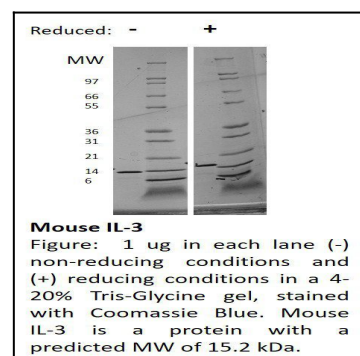 Reduced: - +
MW
97
66
55
36
31
21
14
6
Mouse IL-3
Figure: 1 ug in each lane (-)
non-reducing conditions and
(+) reducing conditions in a 4-
20% Tris-Glycine gel, stained
with Coomassie Blue. Mouse
IL-3 is a protein with a
predicted MW of 15.2 kDa.